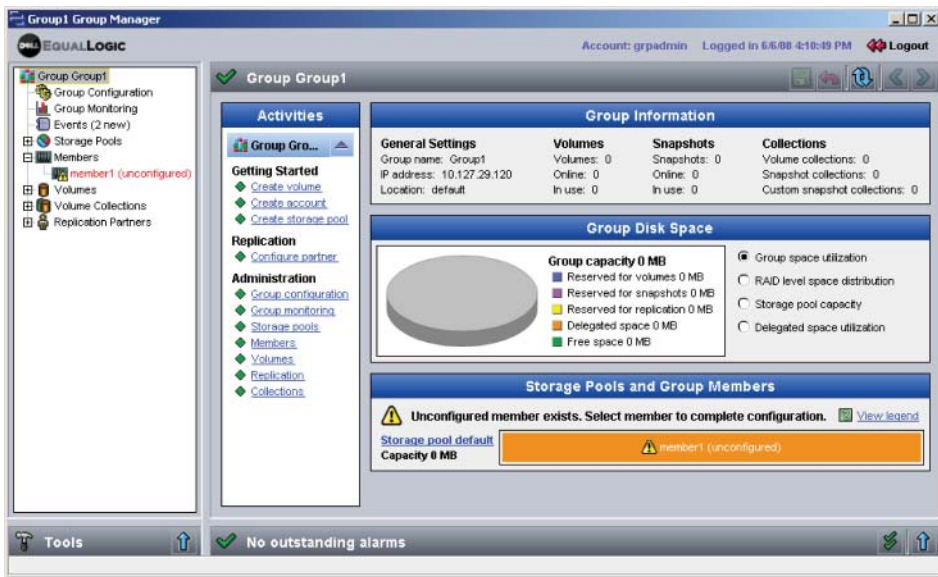 Group1 Group Manager
DELL EQUALLOGIC
Account: grpadmin Logged in 6/6/08 4:10:49 PM Logout
Group Group1
Group Configuration
Group Monitoring
Events (2 new)
Storage Pools
Members
member1 (unconfigured)
Volumes
Volume Collections
Replication Partners
Tools
Group Group1
Activities
Group Gro...
Getting Started
Create volume
Create account
Create storage pool
Replication
Configure partner
Administration
Group configuration
Group monitoring
Storage pools
Members
Volumes
Replication
Collections
Group Information
General Settings
Group name: Group1
IP address: 10.127.29.120
Location: default
Volumes
Volumes: 0
Online: 0
In use: 0
Snapshots
Snapshots: 0
Online: 0
In use: 0
Collections
Volume collections: 0
Snapshot collections: 0
Custom snapshot collections: 0
Group Disk Space
Group capacity 0 MB
Reserved for volumes 0 MB
Reserved for snapshots 0 MB
Reserved for replication 0 MB
Delegated space 0 MB
Free space 0 MB
Group space utilization
RAID level space distribution
Storage pool capacity
Delegated space utilization
Storage Pools and Group Members
Unconfigured member exists. Select member to complete configuration. View legend
Storage pool default
Capacity 0 MB
member1 (unconfigured)
No outstanding alarms